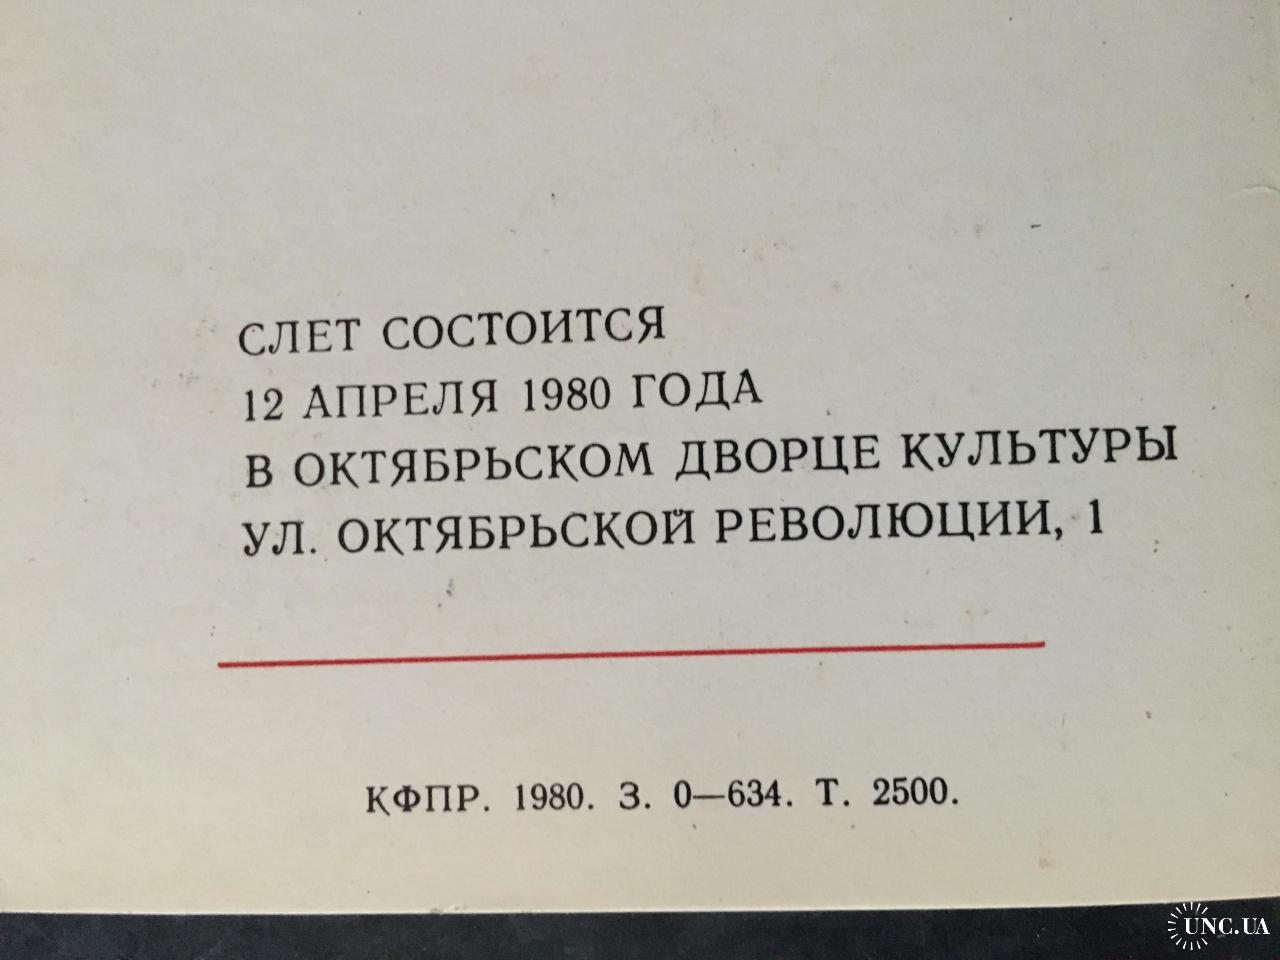 СЛЕТ СОСТОИТСЯ
12 АПРЕЛЯ 1980 ГОДА
В ОКТЯБРЬСКОМ ДВОРЦЕ КУЛЬТУРЫ
УЛ. ОКТЯБРЬСКОЙ РЕВОЛЮЦИИ, 1
КФПР. 1980. З. 0—634. Т. 2500.
UNC.UA